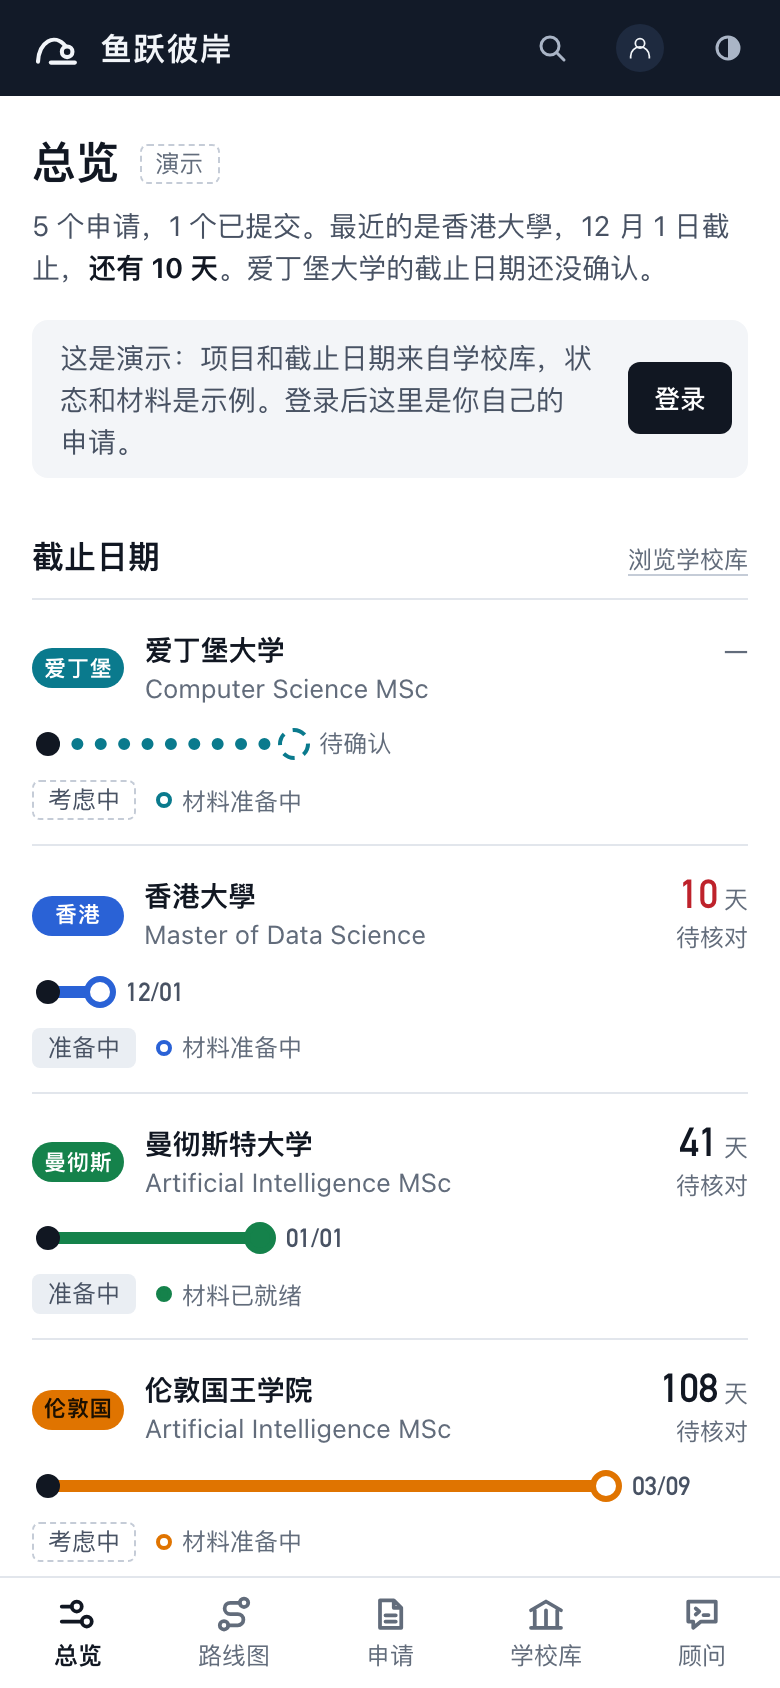 鱼跃彼岸
总览 演示
5 个申请，1 个已提交。最近的是香港大學，12 月 1 日截
止，还有 10 天。爱丁堡大学的截止日期还没确认。
这是演示：项目和截止日期来自学校库，状
态和材料是示例。登录后这里是你自己的
申请。
登录
截止日期 浏览学校库
爱丁堡 爱丁堡大学 —
Computer Science MSc
待确认
考虑中 材料准备中
香港 香港大學 10 天
Master of Data Science 待核对
12/01
准备中 材料准备中
曼彻斯 曼彻斯特大学 41 天
Artificial Intelligence MSc 待核对
01/01
准备中 材料已就绪
伦敦国 伦敦国王学院 108 天
Artificial Intelligence MSc 待核对
03/09
考虑中 材料准备中
总览 路线图 申请 学校库 顾问